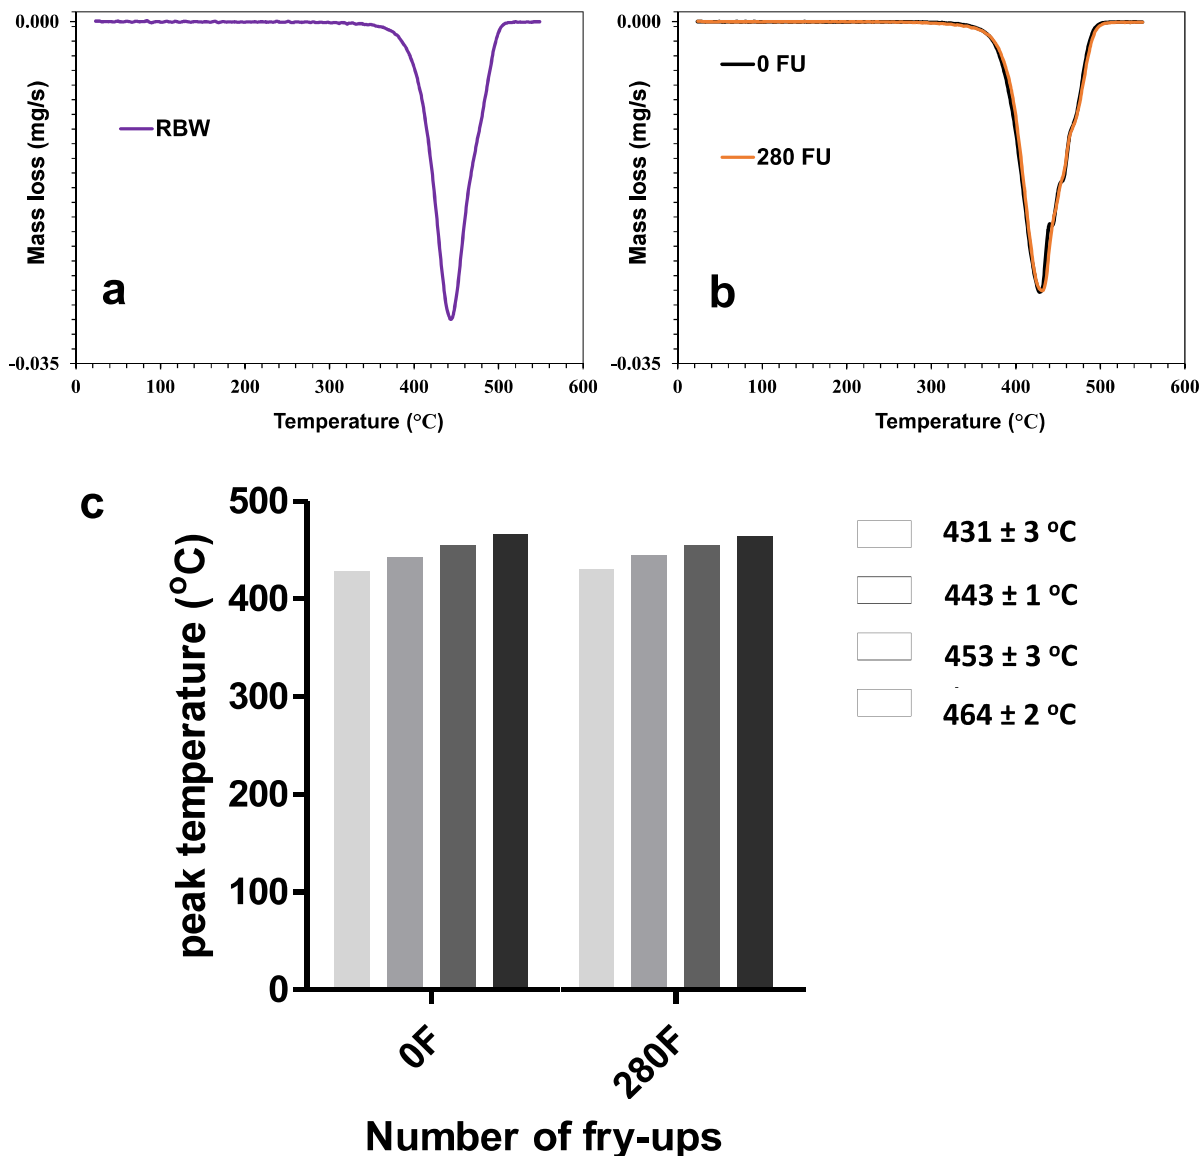 0.000
Mass loss (mg/s)
RBW
a
-0.035
0 100 200 300 400 500 600
Temperature (°C)
0.000
Mass loss (mg/s)
0 FU
280 FU
b
-0.035
0 100 200 300 400 500 600
Temperature (°C)
c
peak temperature (°C)
500
400
300
200
100
0
0F 280F
Number of fry-ups
431 ± 3 °C
443 ± 1 °C
453 ± 3 °C
464 ± 2 °C